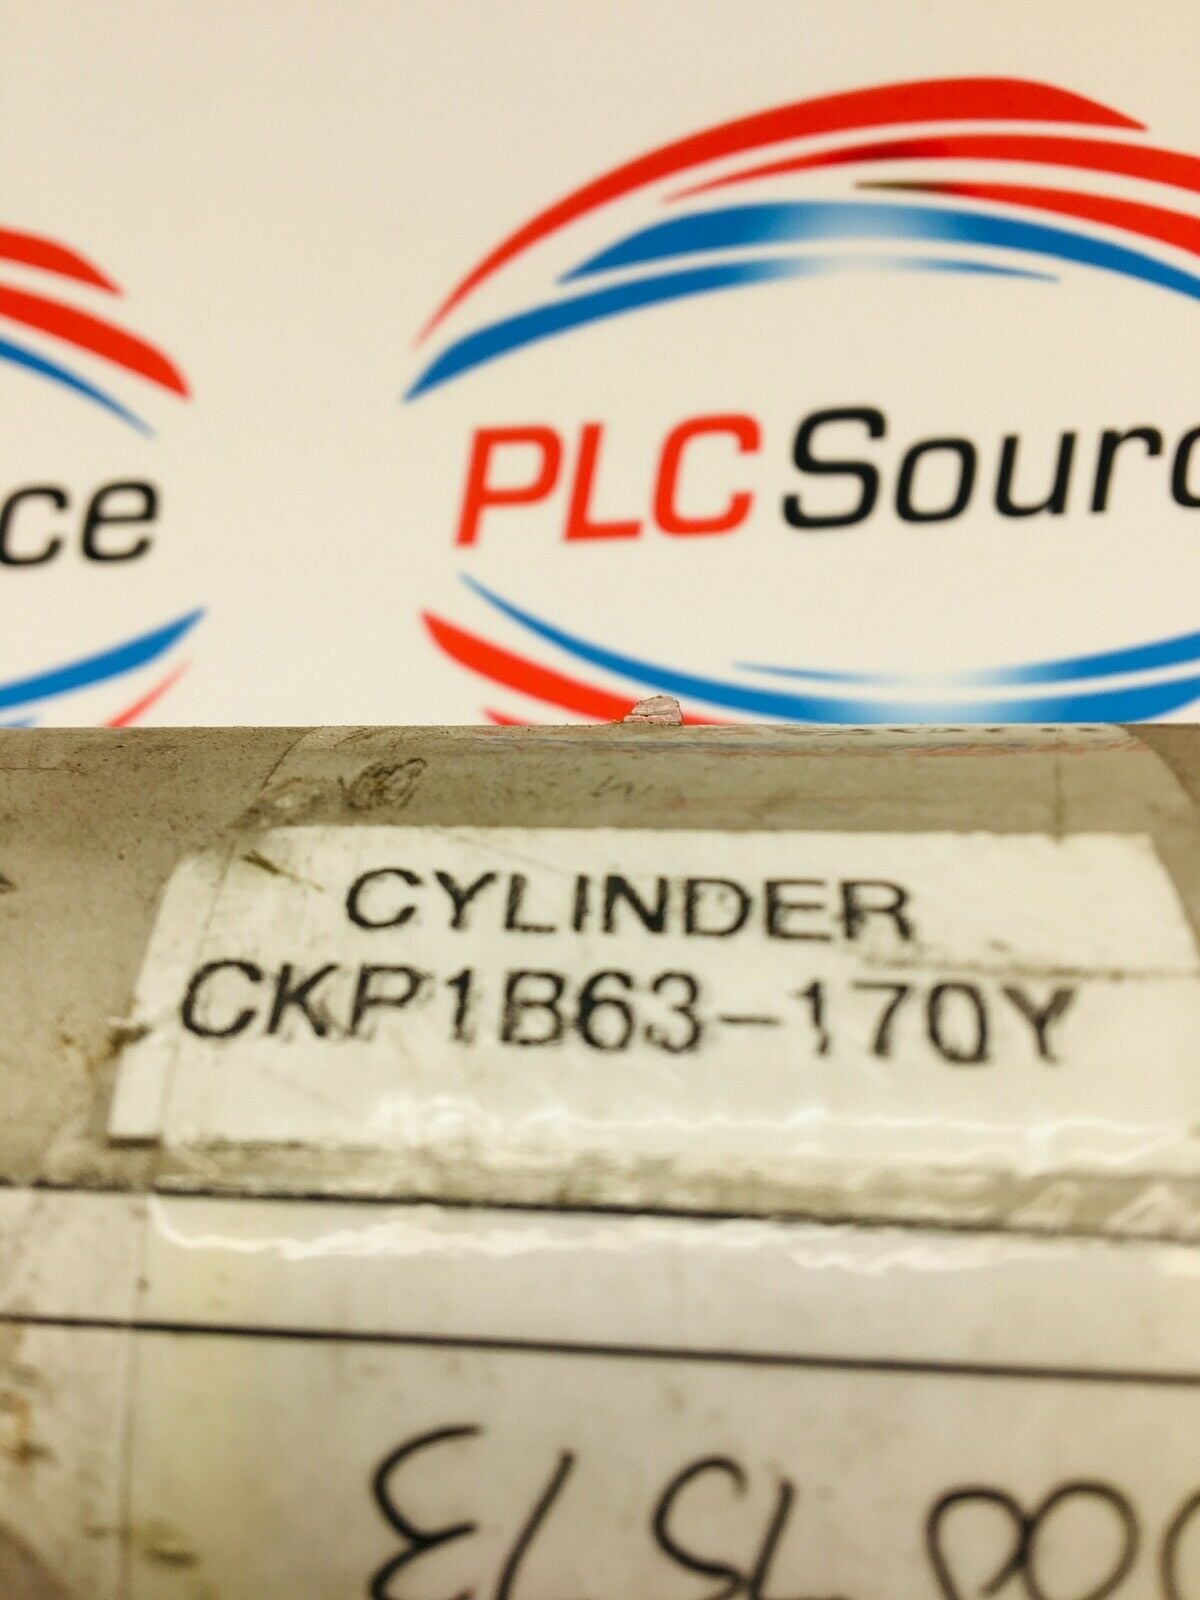 ce
PLC Sourc
CYLINDER
CKP1B63-170Y